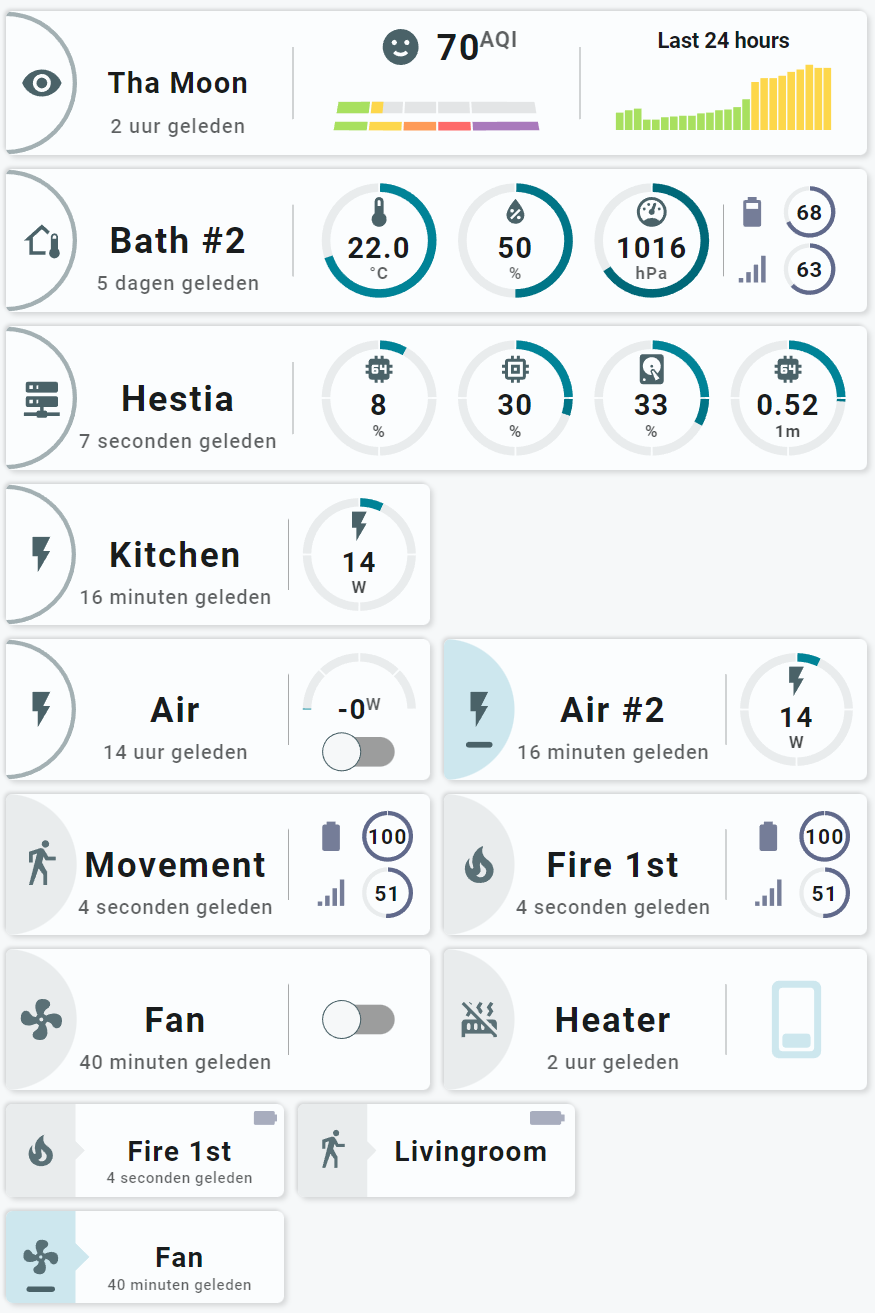 Tha Moon
2 uur geleden
70 AQI
Last 24 hours
Bath #2
5 dagen geleden
22.0
°C
50
%
1016
hPa
68
63
Hestia
7 seconden geleden
64
8
%
30
%
33
%
64
0.52
1m
Kitchen
16 minuten geleden
14
W
Air
14 uur geleden
-0 W
Air #2
16 minuten geleden
14
W
Movement
4 seconden geleden
100
51
Fire 1st
4 seconden geleden
100
51
Fan
40 minuten geleden
Heater
2 uur geleden
Fire 1st
4 seconden geleden
Livingroom
Fan
40 minuten geleden